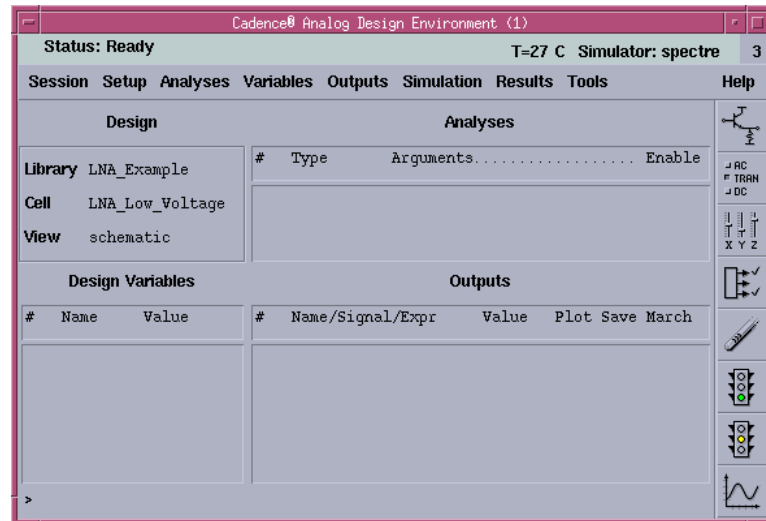 Cadence® Analog Design Environment (1)
Status: Ready T=27 C Simulator: spectre 3
Session Setup Analyses Variables Outputs Simulation Results Tools Help
Design
Library LNA_Example
Cell LNA_Low_Voltage
View schematic
Analyses
# Type Arguments.................. Enable
Design Variables
# Name Value
Outputs
# Name/Signal/Expr Value Plot Save March
AC
TRAN
DC
X Y Z
>